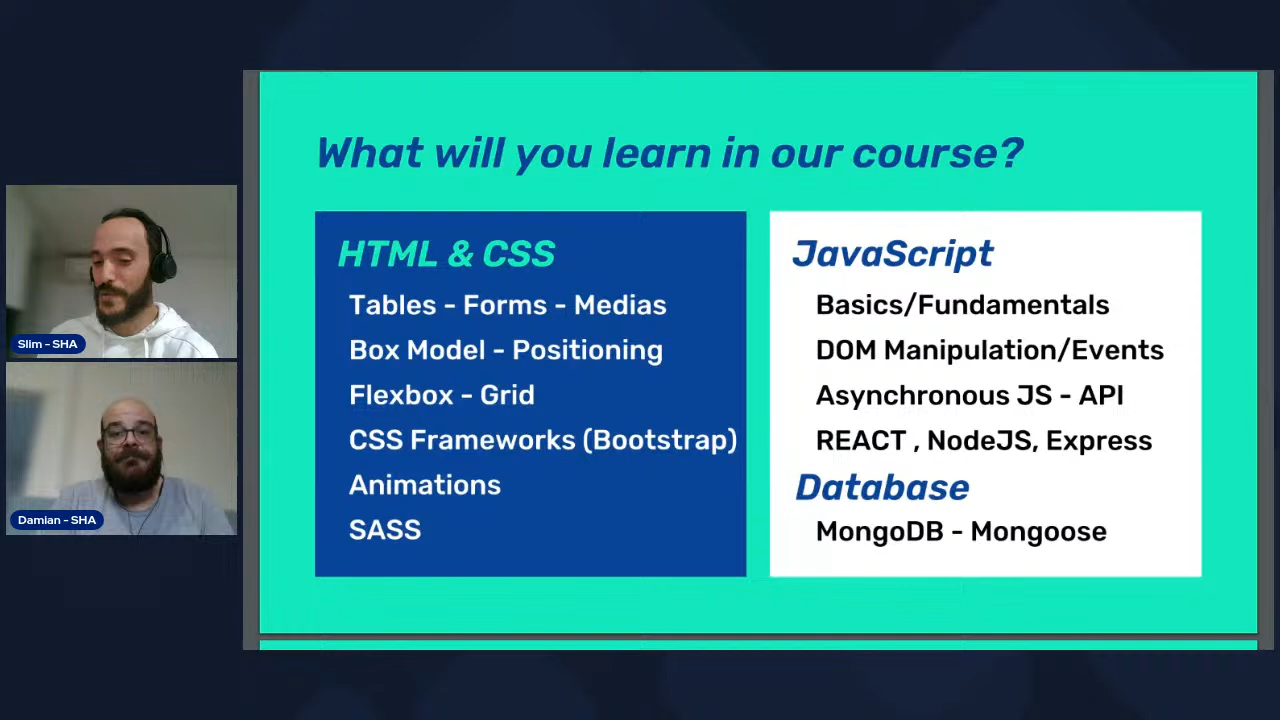 What will you learn in our course?
HTML & CSS
Tables - Forms - Medias
Box Model - Positioning
Flexbox - Grid
CSS Frameworks (Bootstrap)
Animations
SASS
JavaScript
Basics/Fundamentals
DOM Manipulation/Events
Asynchronous JS - API
REACT , NodeJS, Express
Database
MongoDB - Mongoose
Slim - SHA
Damian - SHA